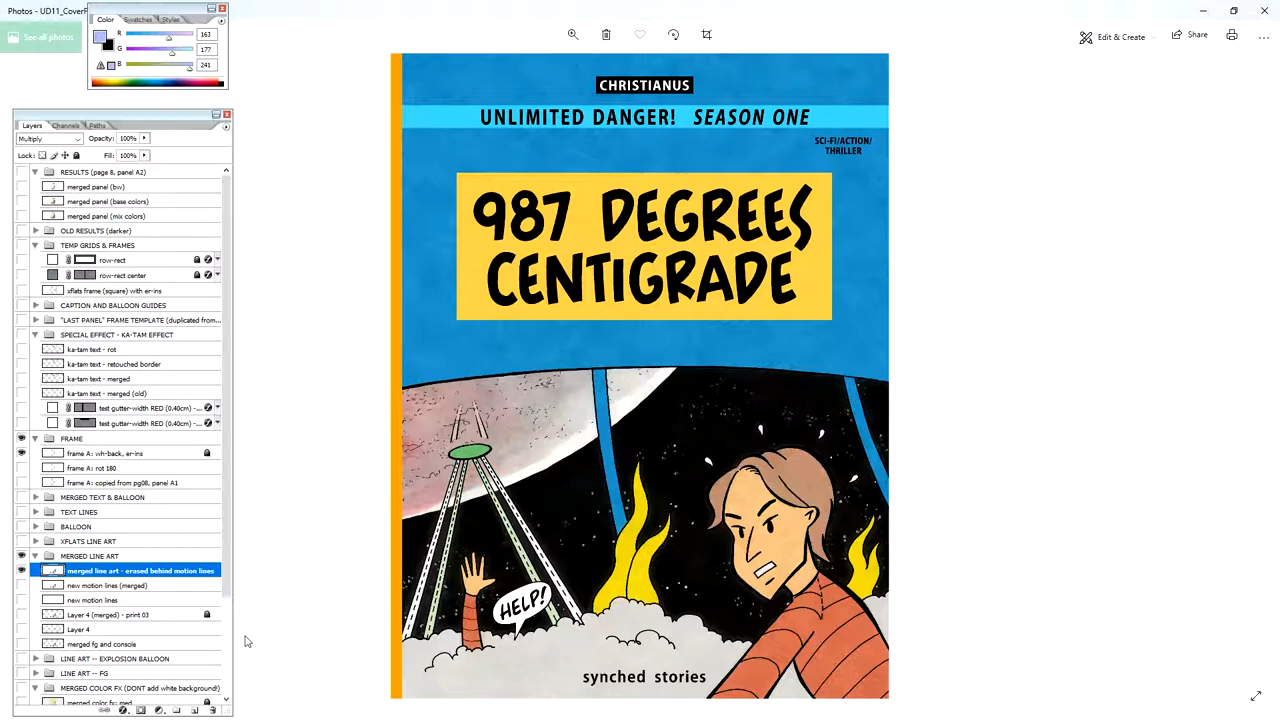 Photos - UD11_CoverF
See all photos
Edit & Create
Share
Color Swatches Styles
R 163
G 177
B 241
Layers Channels Paths
Multiply Opacity: 100%
Lock: Fill: 100%
RESULTS (page 8, panel A2)
merged panel (bw)
merged panel (base colors)
merged panel (mix colors)
OLD RESULTS (darker)
TEMP GRIDS & FRAMES
row-rect
row-rect center
xflats frame (square) with er-ins
CAPTION AND BALLOON GUIDES
"LAST PANEL" FRAME TEMPLATE (duplicated from...
SPECIAL EFFECT - KA-TAM EFFECT
ka-tam text - rot
ka-tam text - retouched border
ka-tam text - merged
ka-tam text - merged (old)
test gutter-width RED (0.40cm) -...
test gutter-width RED (0.40cm) -...
FRAME
frame A: wh-back, er-ins
frame A: rot 180
frame A: copied from pg08, panel A1
MERGED TEXT & BALLOON
TEXT LINES
BALLOON
XFLATS LINE ART
MERGED LINE ART
merged line art - erased behind motion lines
new motion lines (merged)
new motion lines
Layer 4 (merged) - print 03
Layer 4
merged fg and console
LINE ART -- EXPLOSION BALLOON
LINE ART -- FG
MERGED COLOR FX (DONT add white background!)
merged color fx: med
CHRISTIANUS
UNLIMITED DANGER! SEASON ONE
SCI-FI/ACTION/
THRILLER
987 DEGREES
CENTIGRADE
HELP!
synched stories